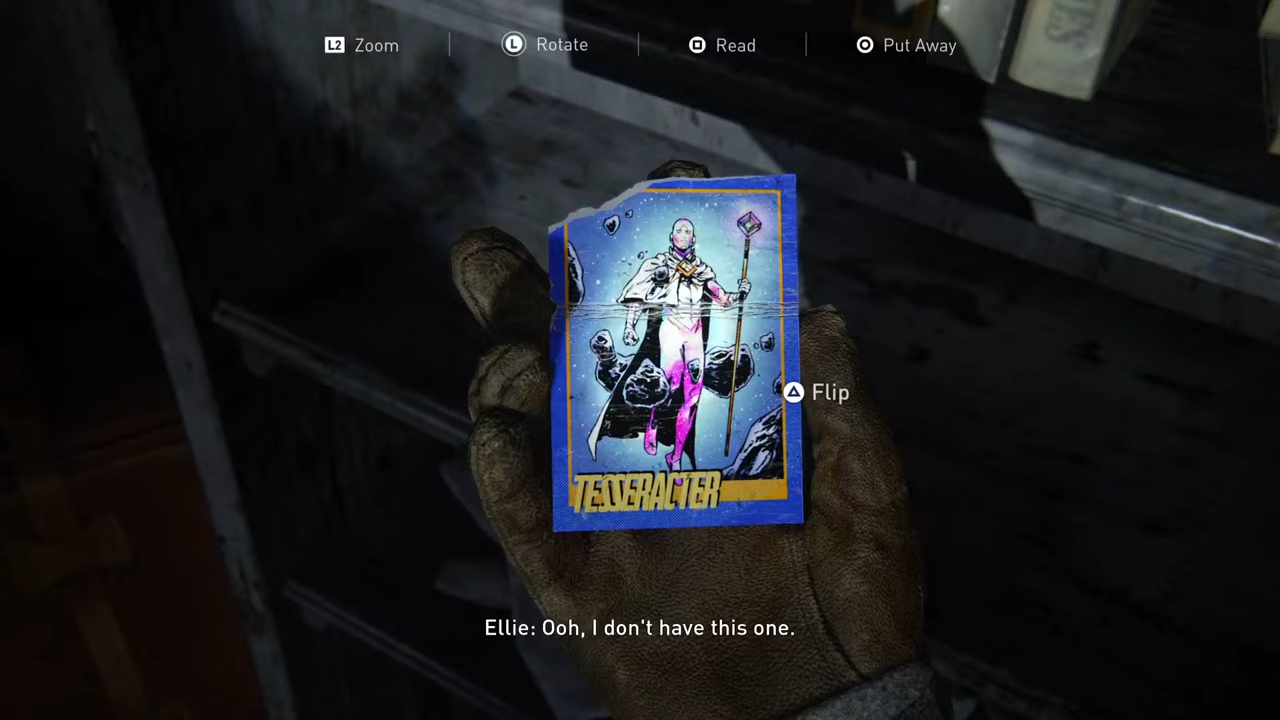 L2 Zoom
L Rotate
Read
Put Away
Flip
TESSERACTER
Ellie: Ooh, I don't have this one.